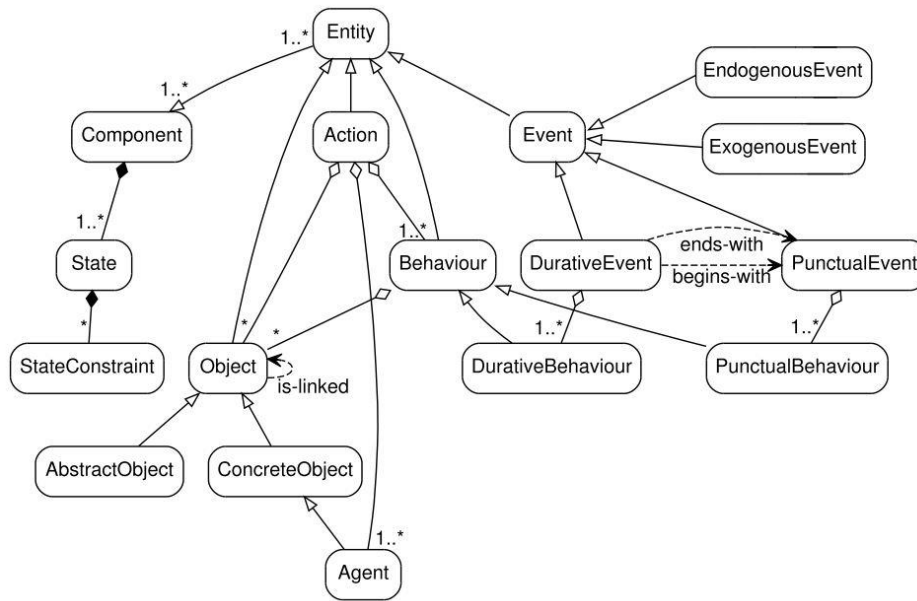 Entity
1..*
EndogenousEvent
1..*
Component
Action
Event
ExogenousEvent
1..*
1..*
State
Behaviour
DurativeEvent
ends-with
begins-with
PunctualEvent
*
*
*
1..*
1..*
StateConstraint
Object
is-linked
DurativeBehaviour
PunctualBehaviour
AbstractObject
ConcreteObject
1..*
Agent